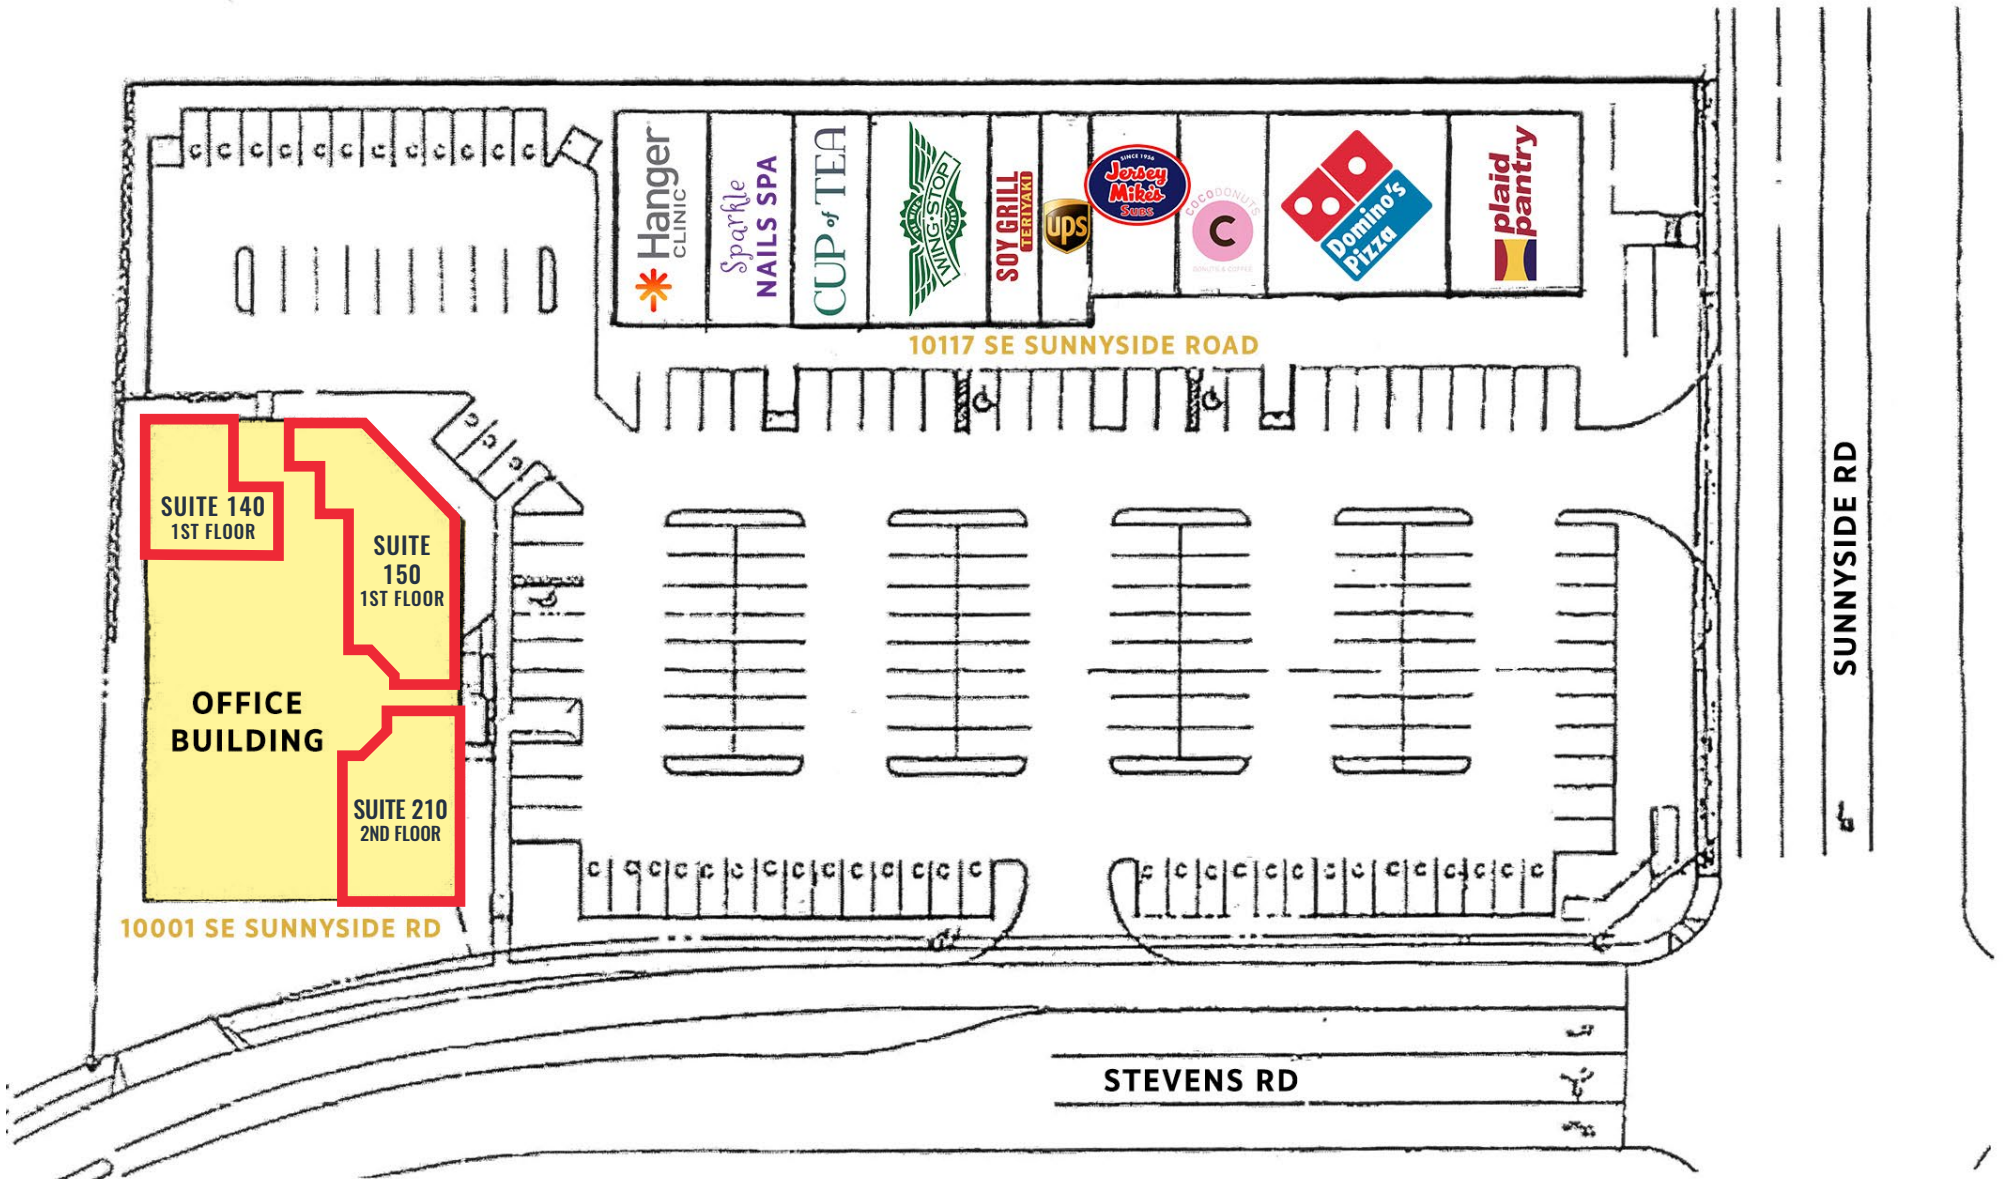 Hanger
CLINIC
Sparkle
NAILS SPA
CUP of TEA
WING·STOP
SOY GRILL
TERIYAKI
ups
SINCE 1956
Jersey
Mike's
SUBS
COCODONUTS
C
DONUTS & COFFEE
Domino's
Pizza
plaid
pantry
10117 SE SUNNYSIDE ROAD
C C C C C C C C C C C C
C C C
SUITE 140
1ST FLOOR
SUITE
150
1ST FLOOR
OFFICE
BUILDING
SUITE 210
2ND FLOOR
10001 SE SUNNYSIDE RD
C C C C C C C C C C C C C
C C C C C C C C C C C C C
SUNNYSIDE RD
STEVENS RD